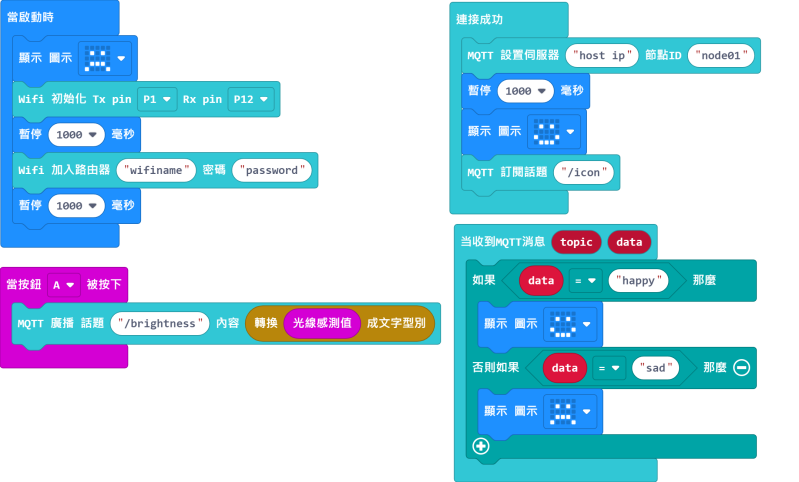 當啟動時
顯示 圖示
Wifi 初始化 Tx pin P1 Rx pin P12
暫停 1000 毫秒
Wifi 加入路由器 "wifiname" 密碼 "password"
暫停 1000 毫秒
當按鈕 A 被按下
MQTT 廣播 話題 "/brightness" 內容 轉換 光線感測值 成文字型別
連接成功
MQTT 設置伺服器 "host ip" 節點ID "node01"
暫停 1000 毫秒
顯示 圖示
MQTT 訂閱話題 "/icon"
当收到MQTT消息 topic data
如果 data = "happy" 那麼
顯示 圖示
否則如果 data = "sad" 那麼
顯示 圖示